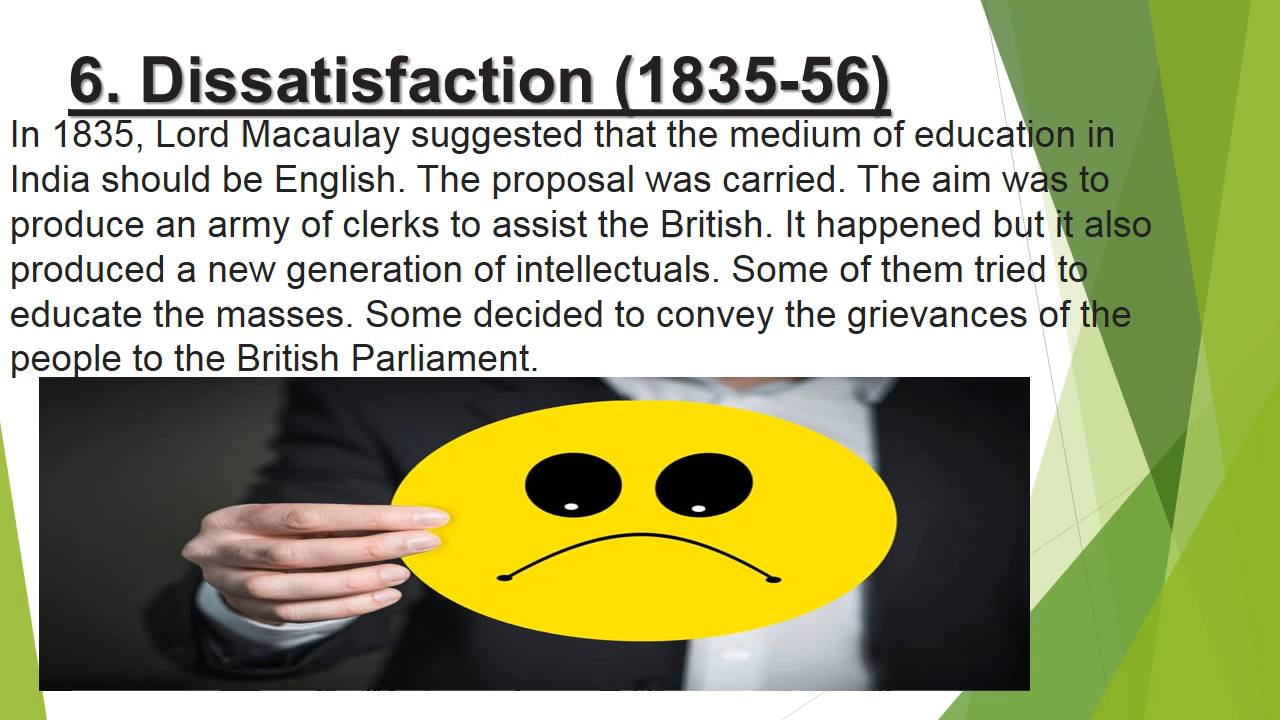 6. Dissatisfaction (1835-56)
In 1835, Lord Macaulay suggested that the medium of education in
India should be English. The proposal was carried. The aim was to
produce an army of clerks to assist the British. It happened but it also
produced a new generation of intellectuals. Some of them tried to
educate the masses. Some decided to convey the grievances of the
people to the British Parliament.